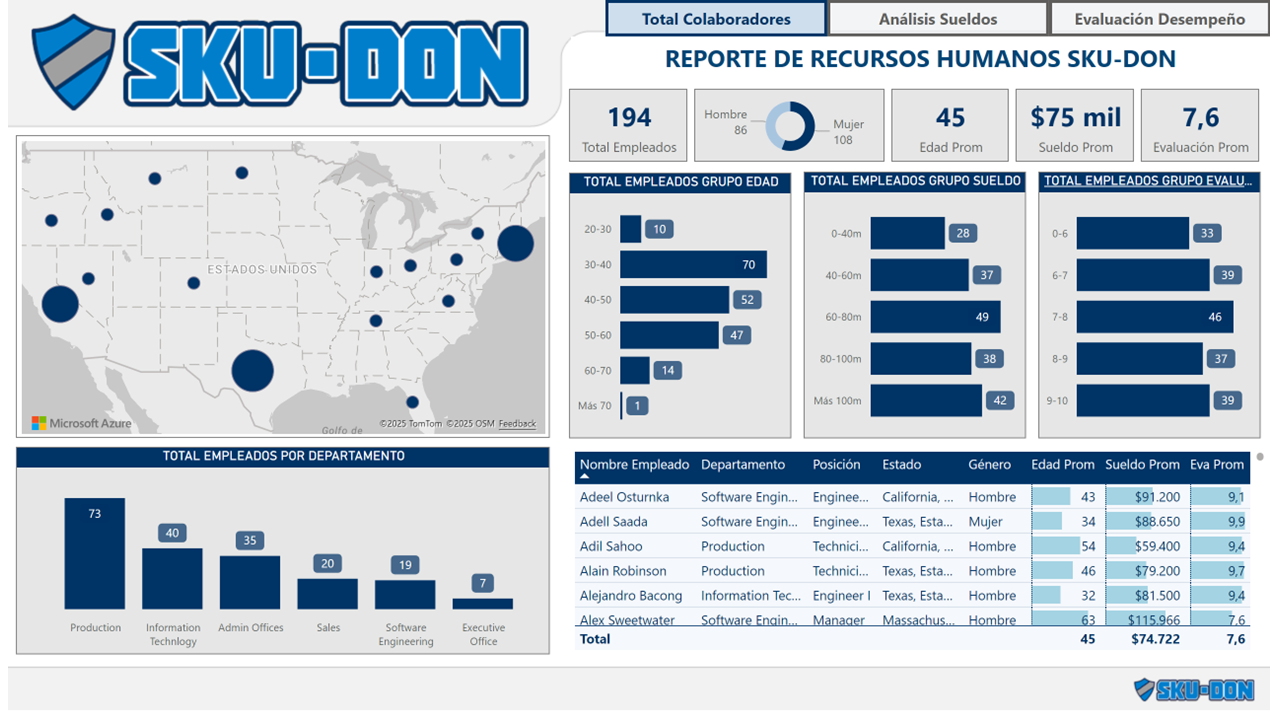 SKU-DON
Total Colaboradores
Análisis Sueldos
Evaluación Desempeño
REPORTE DE RECURSOS HUMANOS SKU-DON
194
Total Empleados
Hombre
86
Mujer
108
45
Edad Prom
$75 mil
Sueldo Prom
7,6
Evaluación Prom
ESTADOS UNIDOS
Golfo de
Microsoft Azure
©2025 TomTom ©2025 OSM Feedback
TOTAL EMPLEADOS GRUPO EDAD
20-30 10
30-40 70
40-50 52
50-60 47
60-70 14
Más 70 1
TOTAL EMPLEADOS GRUPO SUELDO
0-40m 28
40-60m 37
60-80m 49
80-100m 38
Más 100m 42
TOTAL EMPLEADOS GRUPO EVALU...
0-6 33
6-7 39
7-8 46
8-9 37
9-10 39
TOTAL EMPLEADOS POR DEPARTAMENTO
73 40 35 20 19 7
Production
Information
Technlogy
Admin Offices
Sales
Software
Engineering
Executive
Office
Nombre Empleado Departamento Posición Estado Género Edad Prom Sueldo Prom Eva Prom
Adeel Osturnka Software Engin... Enginee... California, ... Hombre 43 $91.200 9,1
Adell Saada Software Engin... Enginee... Texas, Esta... Mujer 34 $88.650 9,9
Adil Sahoo Production Technici... California, ... Hombre 54 $59.400 9,4
Alain Robinson Production Technici... Texas, Esta... Hombre 46 $79.200 9,7
Alejandro Bacong Information Tec... Engineer I Texas, Esta... Hombre 32 $81.500 9,4
Alex Sweetwater Software Engin... Manager Massachus... Hombre 63 $115.966 7,6
Total 45 $74.722 7,6
SKU-DON